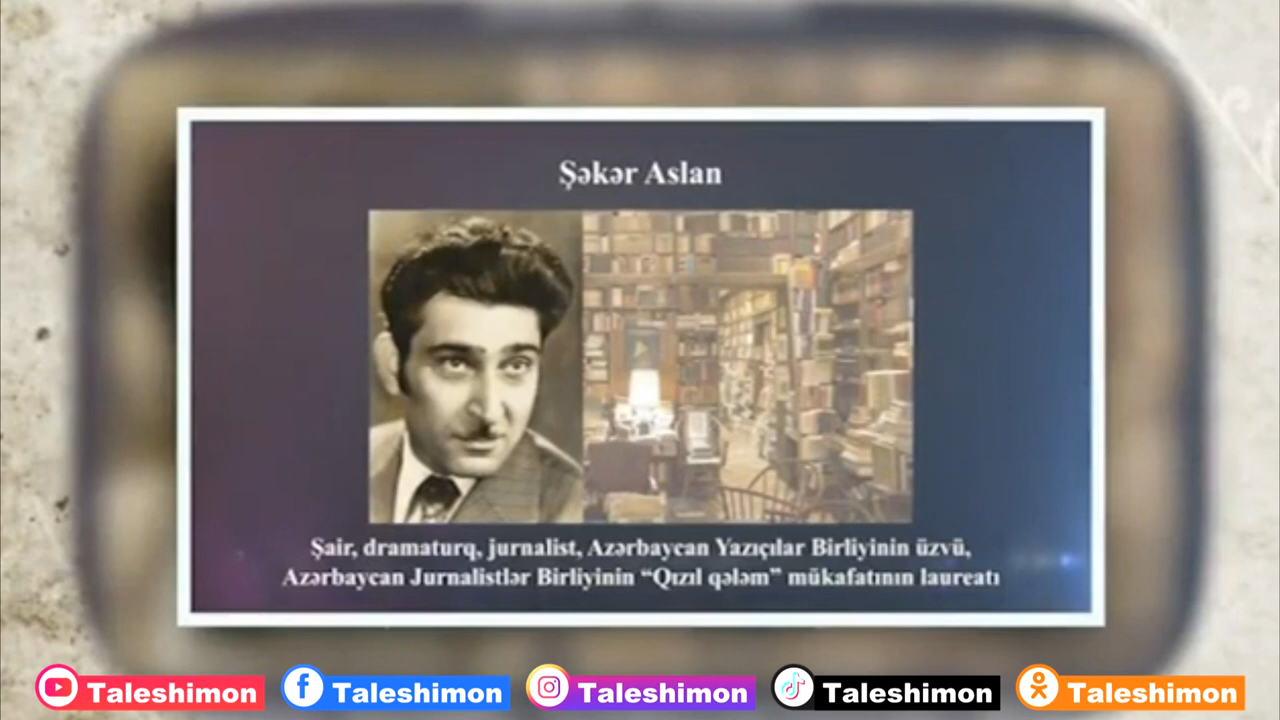 Şəkər Aslan
Şair, dramaturq, jurnalist, Azərbaycan Yazıçılar Birliyinin üzvü,
Azərbaycan Jurnalistlər Birliyinin “Qızıl qələm” mükafatının laureatı
Taleshimon Taleshimon Taleshimon Taleshimon Taleshimon